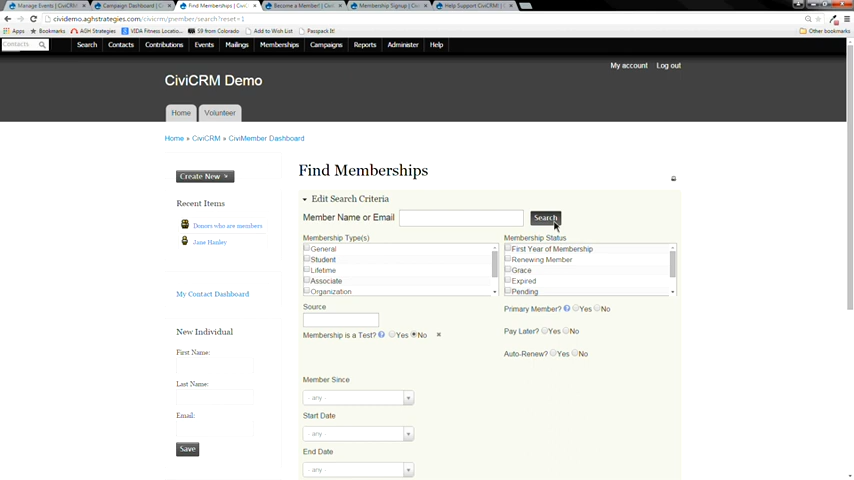 Manage Events | CiviCRM
Campaign Dashboard | Ci
Find Memberships | CiviC
Become a Member! | Civi
Membership Signup | Civi
Help Support CiviCRM! | C
cividemo.aghstrategies.com/civicrm/member/search?reset=1
Apps
Bookmarks
AGH Strategies
VIDA Fitness Locatio...
S9 from Colorado
Add to Wish List
Passpack It!
Other bookmarks
Contacts
Search
Contacts
Contributions
Events
Mailings
Memberships
Campaigns
Reports
Administer
Help
My account
Log out
CiviCRM Demo
Home
Volunteer
Home » CiviCRM » CiviMember Dashboard
Create New »
Recent Items
Donors who are members
Jane Hanley
My Contact Dashboard
New Individual
First Name:
Last Name:
Email:
Save
Find Memberships
Edit Search Criteria
Member Name or Email
Search
Membership Type(s)
General
Student
Lifetime
Associate
Organization
Membership Status
First Year of Membership
Renewing Member
Grace
Expired
Pending
Source
Membership is a Test? Yes No
Primary Member? Yes No
Pay Later? Yes No
Auto-Renew? Yes No
Member Since
- any -
Start Date
- any -
End Date
- any -